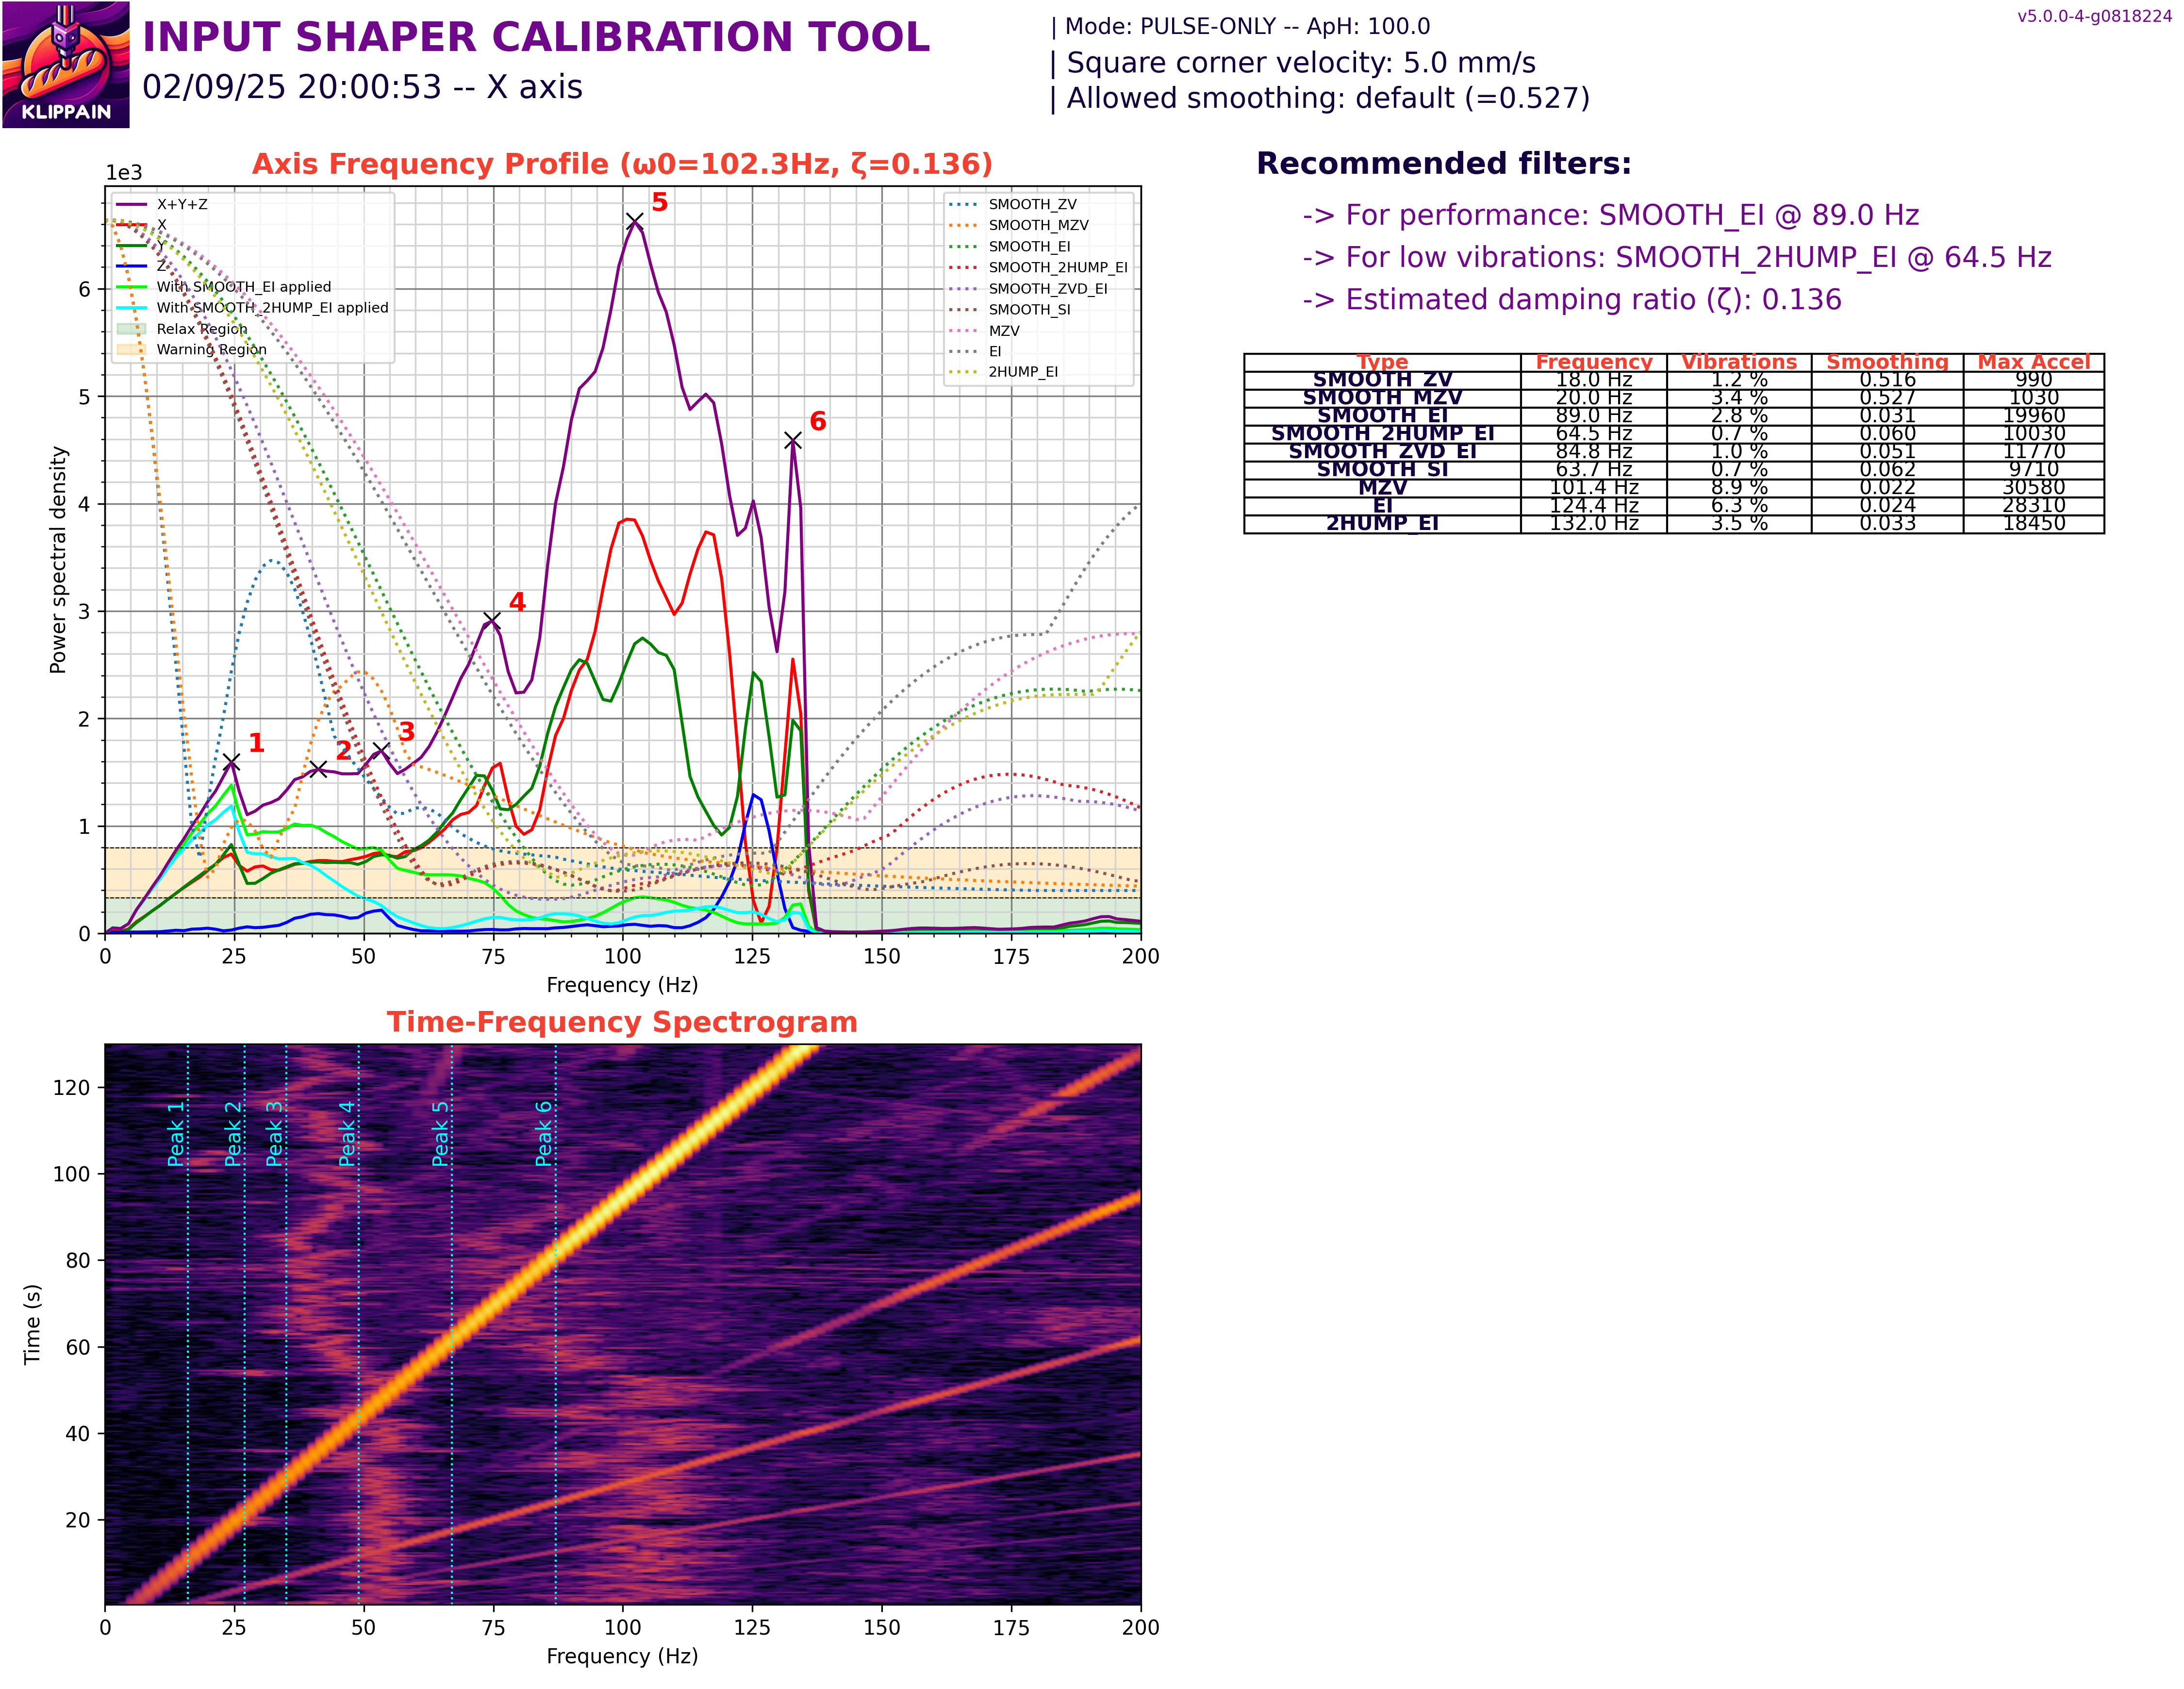 KLIPPAIN
INPUT SHAPER CALIBRATION TOOL
02/09/25 20:00:53 -- X axis
| Mode: PULSE-ONLY -- ApH: 100.0
| Square corner velocity: 5.0 mm/s
| Allowed smoothing: default (=0.527)
v5.0.0-4-g0818224
Axis Frequency Profile (ω0=102.3Hz, ζ=0.136)
1e3
X+Y+Z
X
Y
Z
With SMOOTH_EI applied
With SMOOTH_2HUMP_EI applied
Relax Region
Warning Region
SMOOTH_ZV
SMOOTH_MZV
SMOOTH_EI
SMOOTH_2HUMP_EI
SMOOTH_ZVD_EI
SMOOTH_SI
MZV
EI
2HUMP_EI
1
2
3
4
5
6
Power spectral density
6
5
4
3
2
1
0
0 25 50 75 100 125 150 175 200
Frequency (Hz)
Recommended filters:
-> For performance: SMOOTH_EI @ 89.0 Hz
-> For low vibrations: SMOOTH_2HUMP_EI @ 64.5 Hz
-> Estimated damping ratio (ζ): 0.136
Type Frequency Vibrations Smoothing Max Accel
SMOOTH_ZV 18.0 Hz 1.2 % 0.516 990
SMOOTH_MZV 20.0 Hz 3.4 % 0.527 1030
SMOOTH_EI 89.0 Hz 2.8 % 0.031 19960
SMOOTH_2HUMP_EI 64.5 Hz 0.7 % 0.060 10030
SMOOTH_ZVD_EI 84.8 Hz 1.0 % 0.051 11770
SMOOTH_SI 63.7 Hz 0.7 % 0.062 9710
MZV 101.4 Hz 8.9 % 0.022 30580
EI 124.4 Hz 6.3 % 0.024 28310
2HUMP_EI 132.0 Hz 3.5 % 0.033 18450
Time-Frequency Spectrogram
Peak 1
Peak 2
Peak 3
Peak 4
Peak 5
Peak 6
Time (s)
120
100
80
60
40
20
0 25 50 75 100 125 150 175 200
Frequency (Hz)